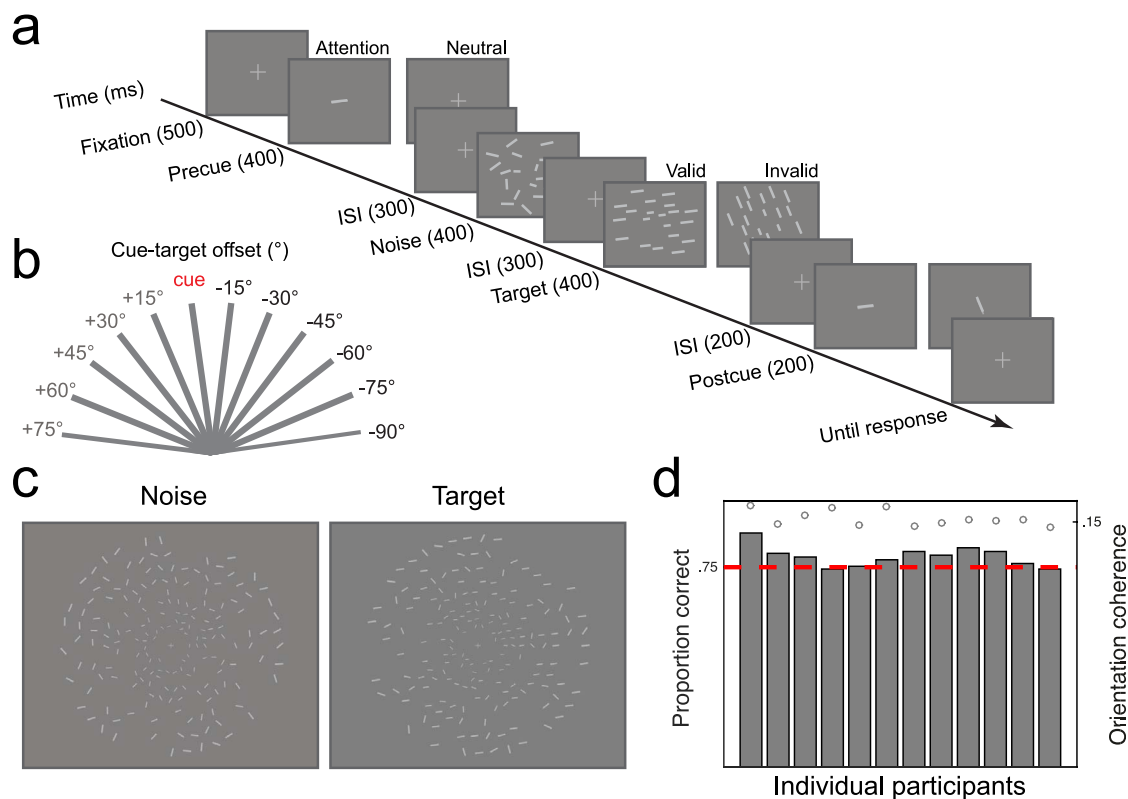 a
Attention
Neutral
Time (ms)
Fixation (500)
Precue (400)
ISI (300)
Noise (400)
ISI (300)
Target (400)
Valid
Invalid
ISI (200)
Postcue (200)
Until response
b
Cue-target offset (°)
cue
+15°
-15°
+30°
-30°
+45°
-45°
+60°
-60°
+75°
-75°
-90°
c
Noise
Target
d
Proportion correct
.75
.15
Orientation coherence
Individual participants